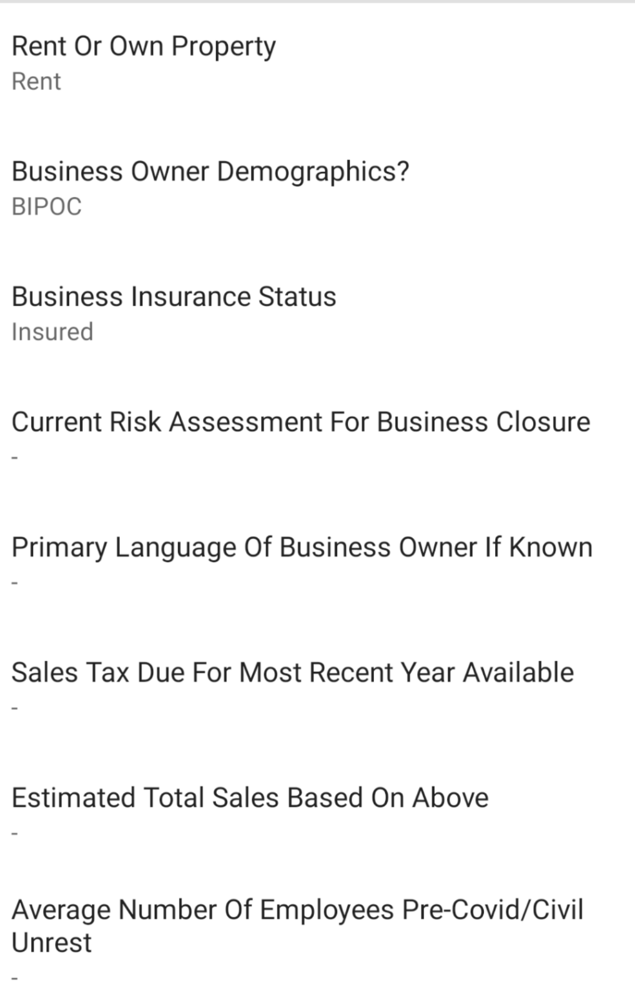 Rent Or Own Property
Rent
Business Owner Demographics?
BIPOC
Business Insurance Status
Insured
Current Risk Assessment For Business Closure
-
Primary Language Of Business Owner If Known
-
Sales Tax Due For Most Recent Year Available
-
Estimated Total Sales Based On Above
-
Average Number Of Employees Pre-Covid/Civil
Unrest
-